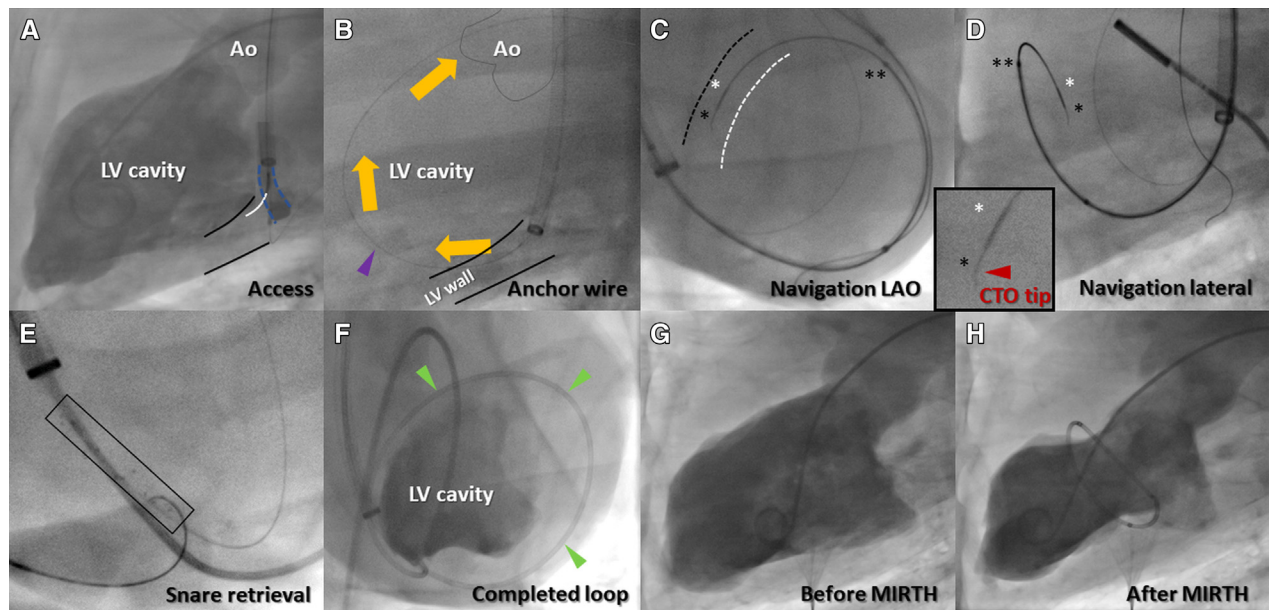 A
Ao
LV cavity
Access
B
Ao
LV cavity
LV wall
Anchor wire
C
*
*
**
Navigation LAO
D
**
*
*
*
*
CTO tip
Navigation lateral
E
Snare retrieval
F
LV cavity
Completed loop
G
Before MIRTH
H
After MIRTH